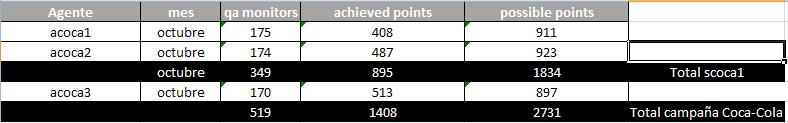 Agente mes qa monitors achieved points possible points
acoca1 octubre 175 408 911
acoca2 octubre 174 487 923
octubre 349 895 1834 Total scoca1
acoca3 octubre 170 513 897
519 1408 2731 Total campaña Coca-Cola